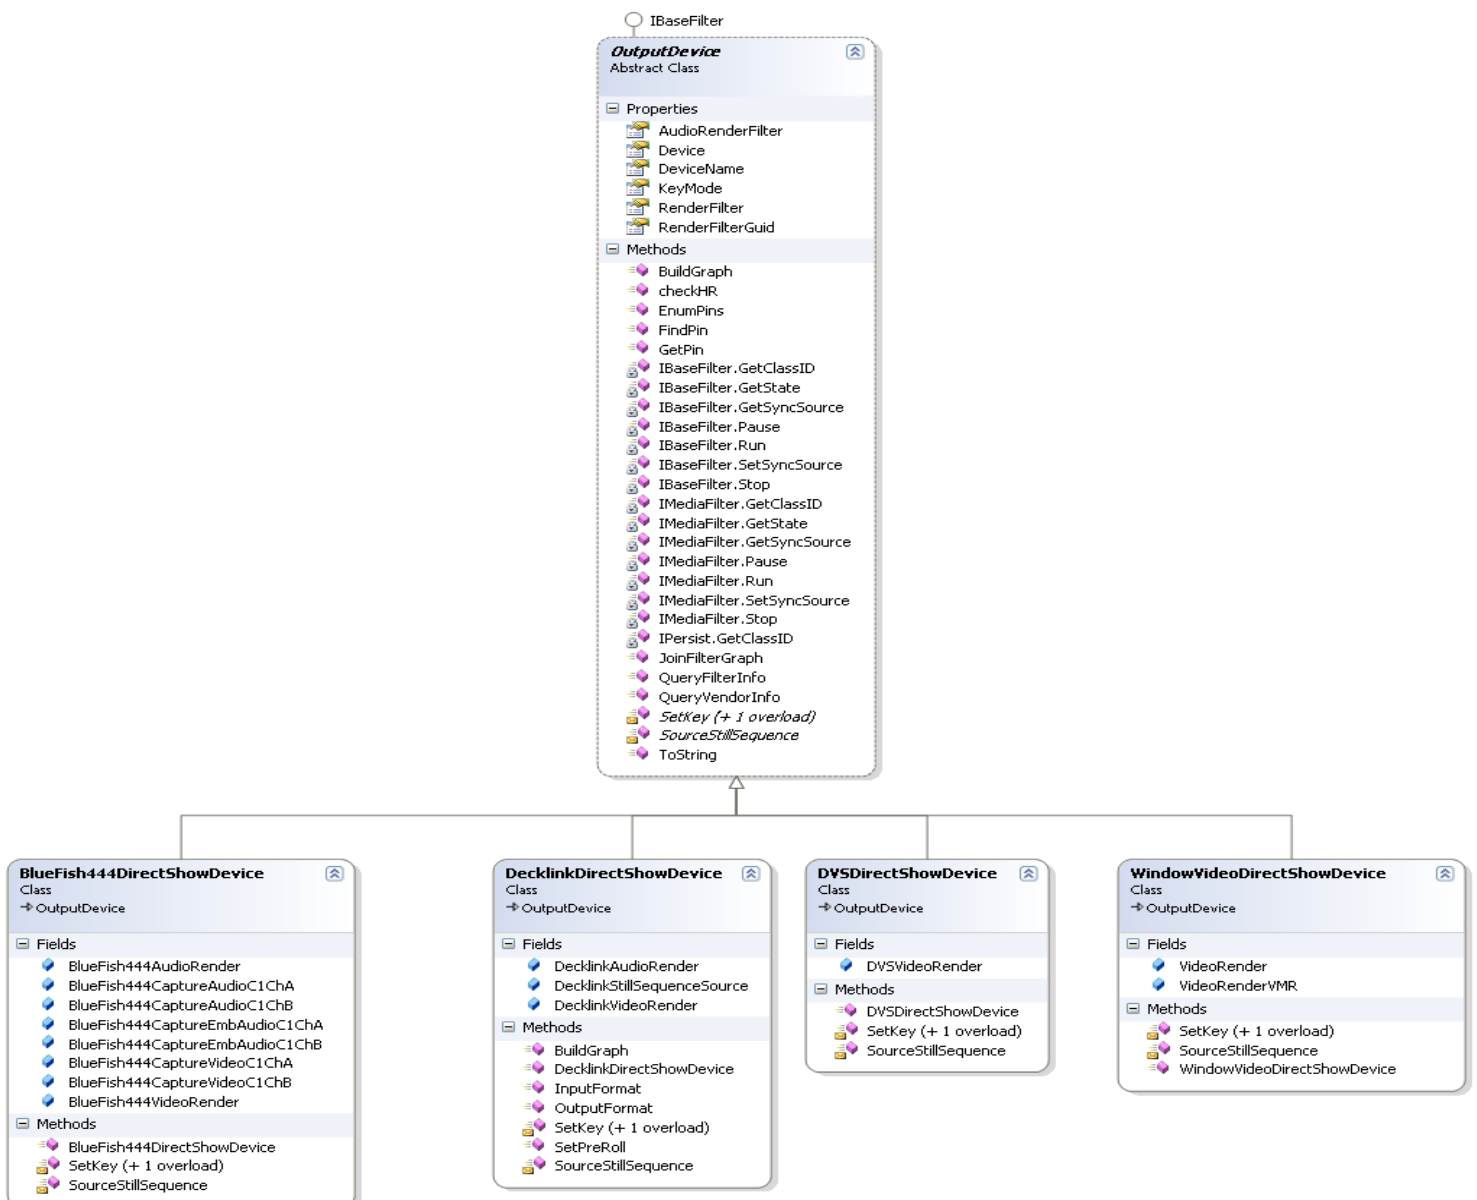 IBaseFilter
OutputDevice
Abstract Class
Properties
AudioRenderFilter
Device
DeviceName
KeyMode
RenderFilter
RenderFilterGuid
Methods
BuildGraph
checkHR
EnumPins
FindPin
GetPin
IBaseFilter.GetClassID
IBaseFilter.GetState
IBaseFilter.GetSyncSource
IBaseFilter.Pause
IBaseFilter.Run
IBaseFilter.SetSyncSource
IBaseFilter.Stop
IMediaFilter.GetClassID
IMediaFilter.GetState
IMediaFilter.GetSyncSource
IMediaFilter.Pause
IMediaFilter.Run
IMediaFilter.SetSyncSource
IMediaFilter.Stop
IPersist.GetClassID
JoinFilterGraph
QueryFilterInfo
QueryVendorInfo
SetKey (+ 1 overload)
SourceStillSequence
ToString
BlueFish444DirectShowDevice
Class
OutputDevice
Fields
BlueFish444AudioRender
BlueFish444CaptureAudioC1ChA
BlueFish444CaptureAudioC1ChB
BlueFish444CaptureEmbAudioC1ChA
BlueFish444CaptureEmbAudioC1ChB
BlueFish444CaptureVideoC1ChA
BlueFish444CaptureVideoC1ChB
BlueFish444VideoRender
Methods
BlueFish444DirectShowDevice
SetKey (+ 1 overload)
SourceStillSequence
DecklinkDirectShowDevice
Class
OutputDevice
Fields
DecklinkAudioRender
DecklinkStillSequenceSource
DecklinkVideoRender
Methods
BuildGraph
DecklinkDirectShowDevice
InputFormat
OutputFormat
SetKey (+ 1 overload)
SetPreRoll
SourceStillSequence
DVSDirectShowDevice
Class
OutputDevice
Fields
DVSVideoRender
Methods
DVSDirectShowDevice
SetKey (+ 1 overload)
SourceStillSequence
WindowVideoDirectShowDevice
Class
OutputDevice
Fields
VideoRender
VideoRenderVMR
Methods
SetKey (+ 1 overload)
SourceStillSequence
WindowVideoDirectShowDevice